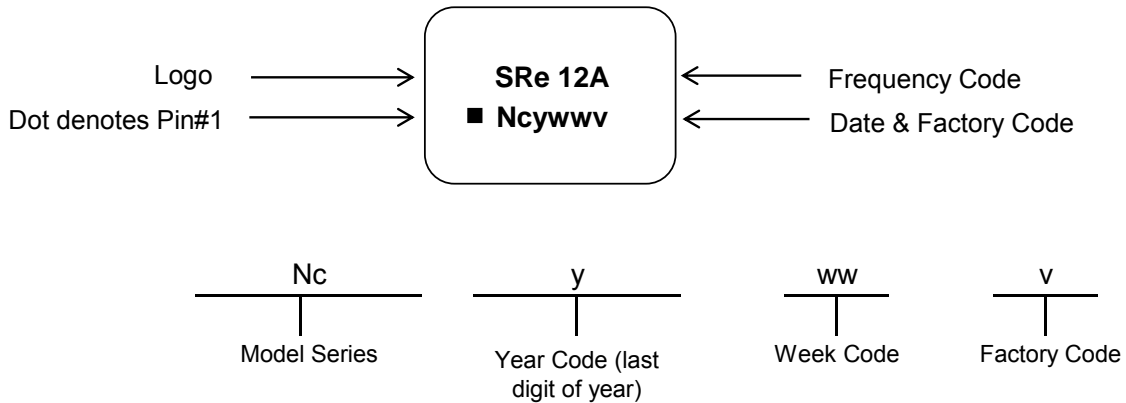 Logo
SRe 12A
Frequency Code
Dot denotes Pin#1
■ Ncywwv
Date & Factory Code
Nc
y
ww
v
Model Series
Year Code (last
digit of year)
Week Code
Factory Code